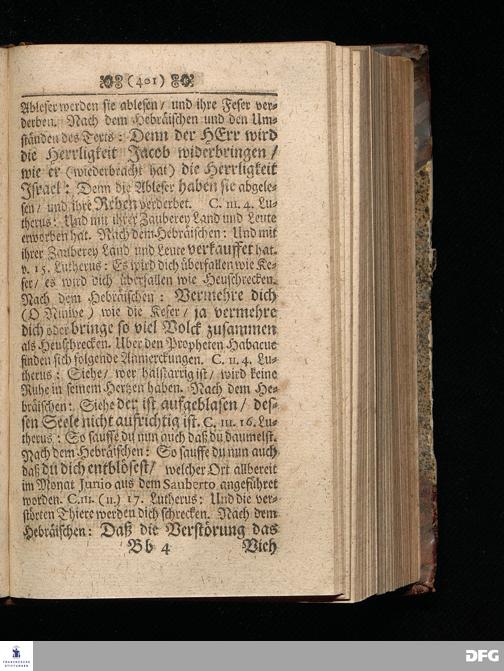 (401)
Ableser werden sie ablesen/ und ihre Feser ver-
derben. Nach dem Hebräischen und den Um-
ständen des Texts: Denn der HErr wird
die Herrligkeit Jacob widerbringen/
wie er (wiederbracht hat) die Herrligkeit
Israel: Denn die Ableser haben sie abgele-
sen/ und ihre Reben verderbet. C. III. 4. Lu-
therus: Und mit ihrer Zauberey Land und Leute
erworben hat. Nach dem Hebräischen: Und mit
ihrer Zauberey Land und Leute verkauffet hat.
v. 15. Lutherus: Es wird dich überfallen wie Ke-
fer/ es wird dich überfallen wie Heuschrecken.
Nach dem Hebräischen: Vermehre dich
(O Ninive) wie die Kefer/ ja vermehre
dich oder bringe so viel Volck zusammen
als Heuschrecken. Uber den Propheten Habacuc
finden sich folgende Anmerckungen. C. II. 4. Lu-
therus: Siehe/ wer halsstarrig ist/ wird keine
Ruhe in seinem Hertzen haben. Nach dem He-
bräischen: Siehe der ist aufgeblasen/ des-
sen Seele nicht aufrichtig ist. C. III. 16. Lu-
therus: So sauffe du nun auch daß du daumelst.
Nach dem Hebräischen: So sauffe du nun auch
daß du dich entblösest/ welcher Ort allbereit
im Monat Junio aus dem Sauberto angeführet
worden. C. III. (II.) 17. Lutherus: Und die ver-
störten Thiere werden dich schrecken. Nach dem
Hebräischen: Daß die Verstörung das
Bb 4 Vieh
FRANCKESCHE
STIFTUNGEN
DFG